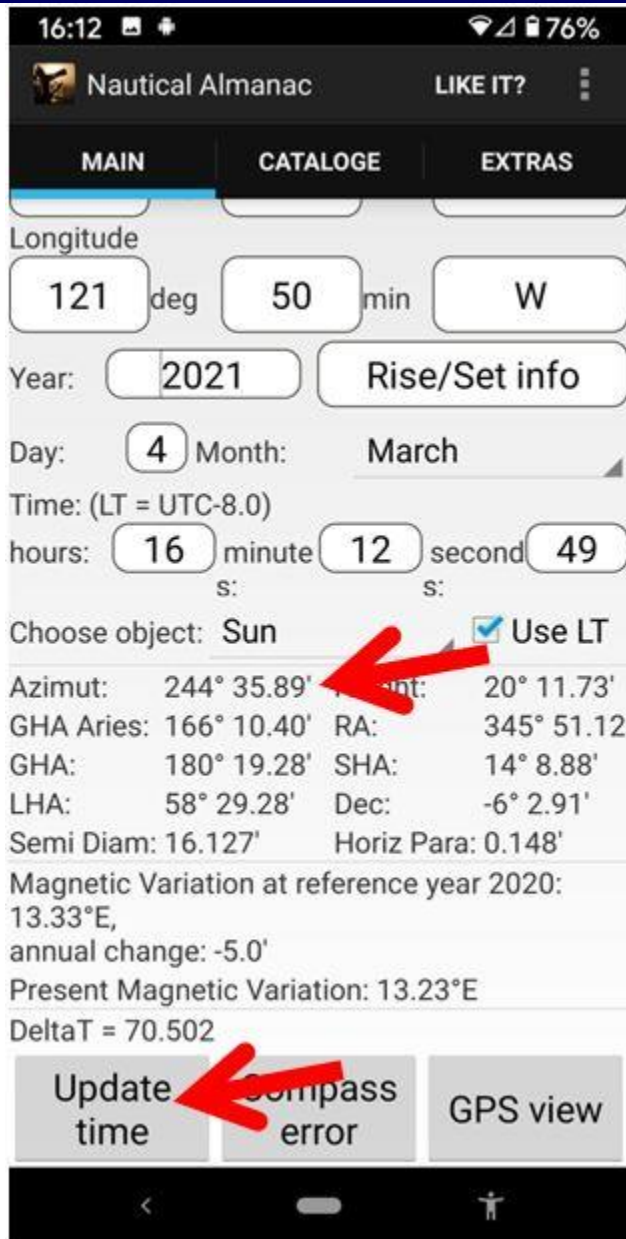 16:12 76%
Nautical Almanac LIKE IT?
MAIN CATALOGE EXTRAS
Longitude
121 deg 50 min W
Year: 2021 Rise/Set info
Day: 4 Month: March
Time: (LT = UTC-8.0)
hours: 16 minute 12 second 49
s: s:
Choose object: Sun Use LT
Azimut: 244° 35.89' 20° 11.73'
GHA Aries: 166° 10.40' RA: 345° 51.12
GHA: 180° 19.28' SHA: 14° 8.88'
LHA: 58° 29.28' Dec: -6° 2.91'
Semi Diam: 16.127' Horiz Para: 0.148'
Magnetic Variation at reference year 2020:
13.33°E,
annual change: -5.0'
Present Magnetic Variation: 13.23°E
DeltaT = 70.502
Update Compass GPS view
time error